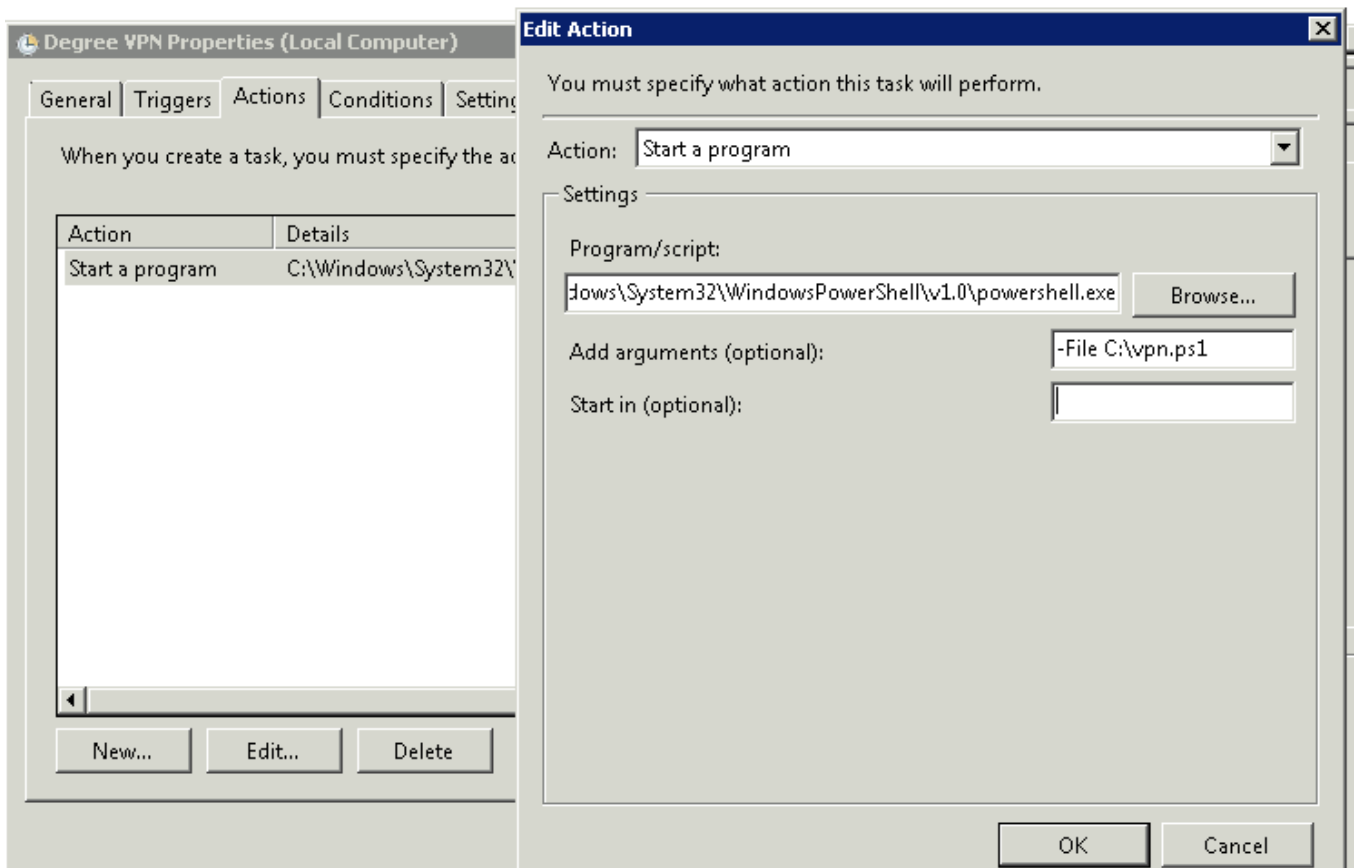 Degree VPN Properties (Local Computer)
General
Triggers
Actions
Conditions
When you create a task, you must specify the
Action
Details
Start a program
C:\Windows\System32\
New...
Edit...
Delete
Edit Action
You must specify what action this task will perform.
Action:
Start a program
Settings
Program/script:
dows\System32\WindowsPowerShell\v1.0\powershell.exe
Browse...
Add arguments (optional):
-File C:\vpn.ps1
Start in (optional):
OK
Cancel